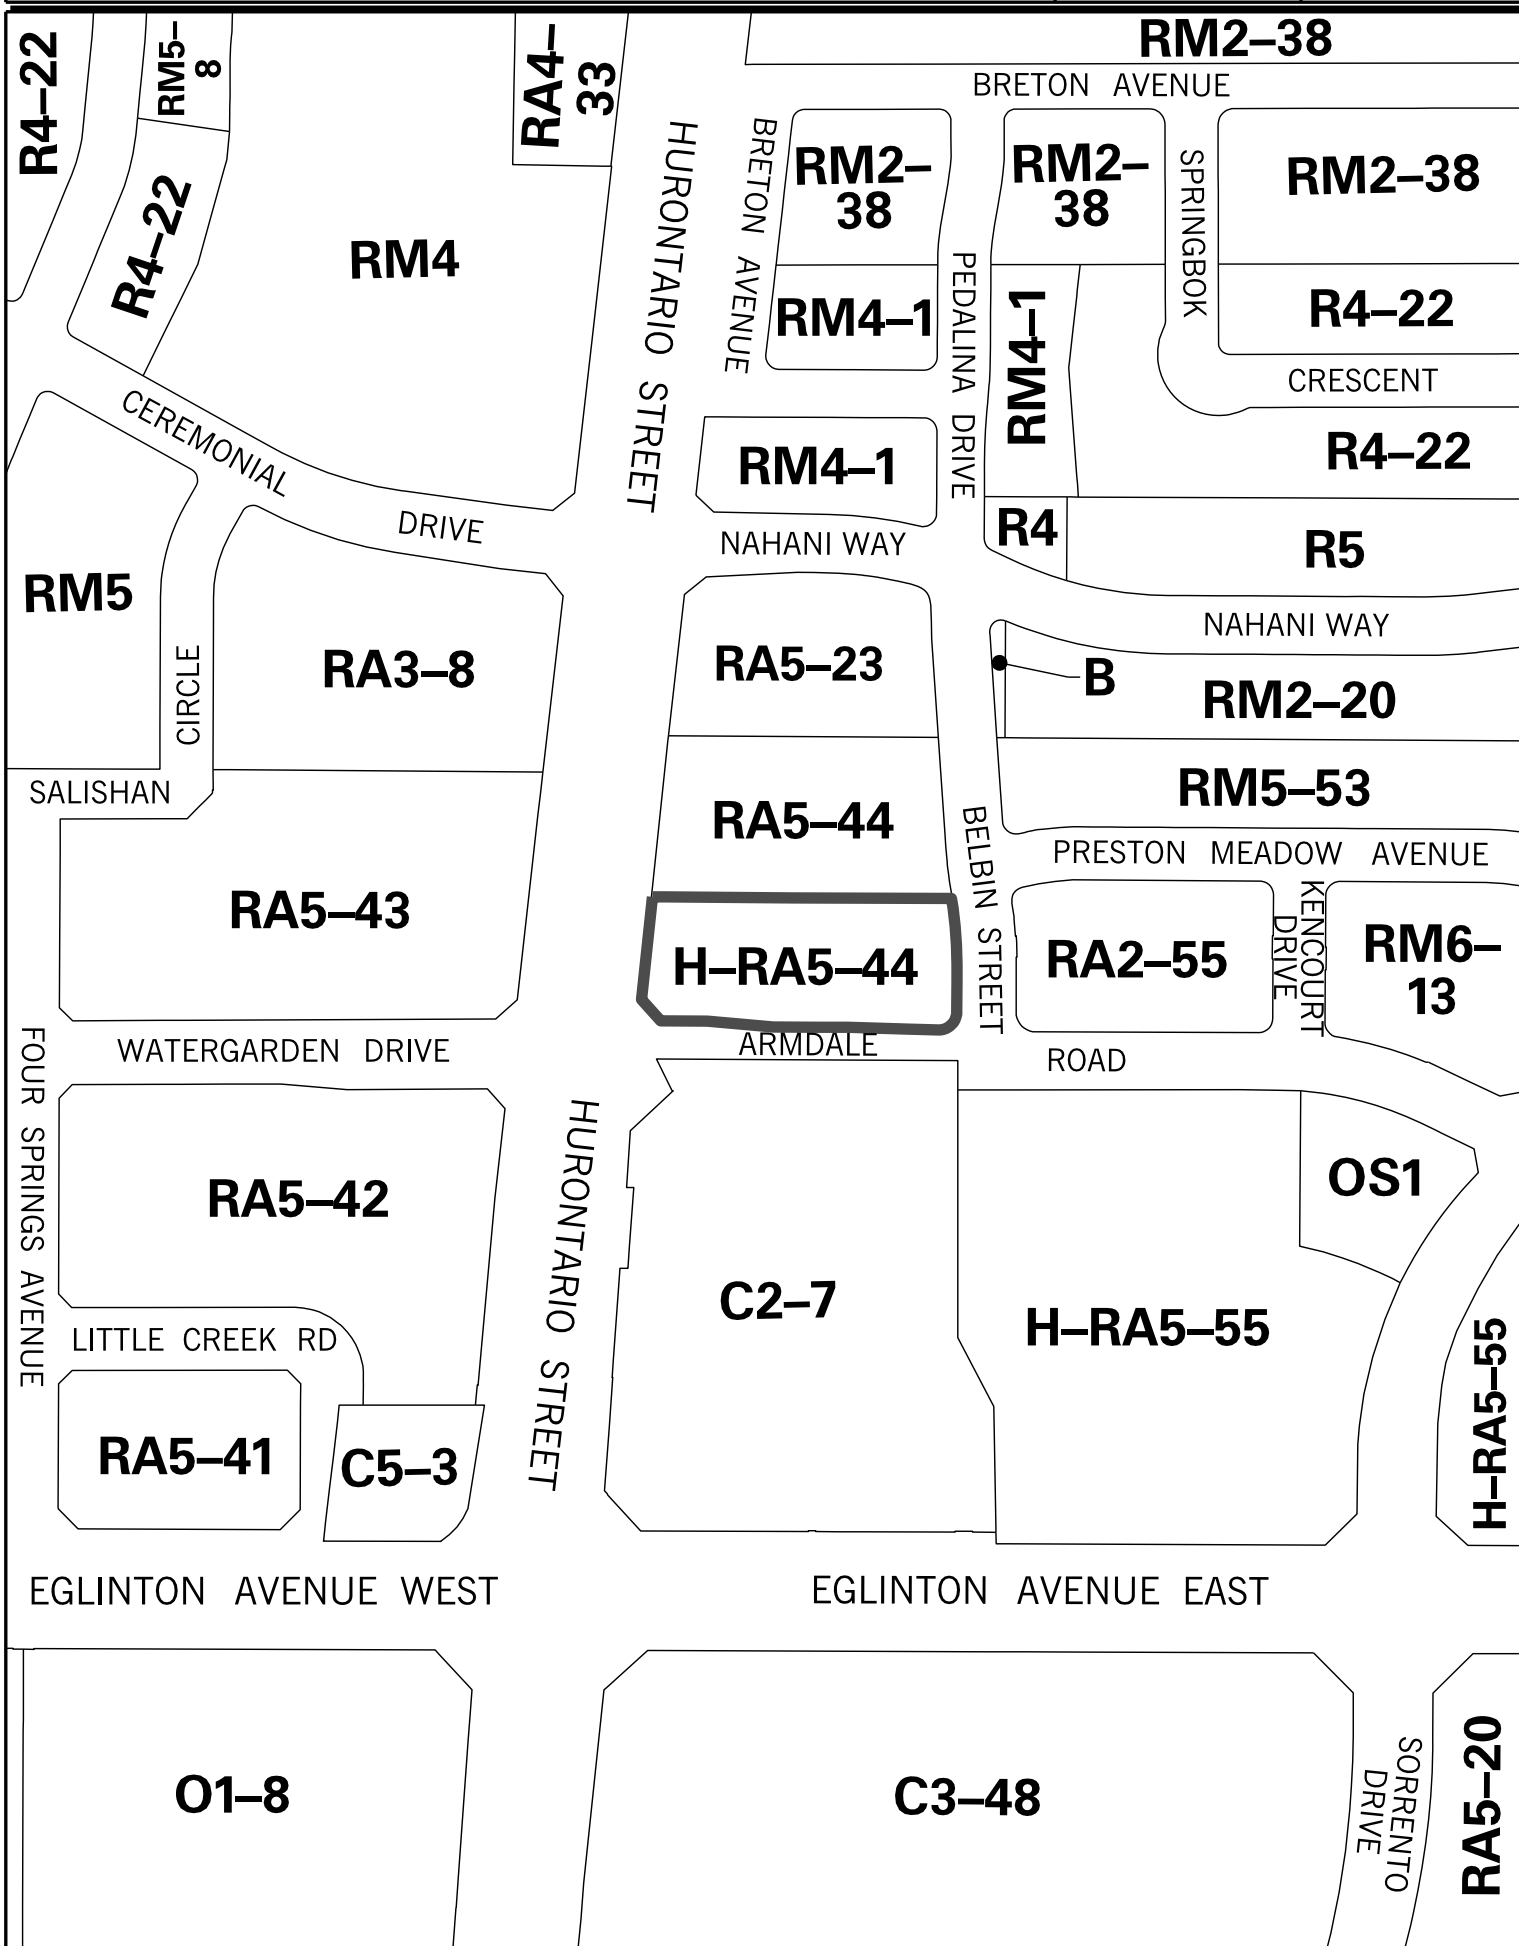 R4–22
RM5–
8
RA4–
33
RM2–38
BRETON AVENUE
R4–22
RM4
HURONTARIO STREET
BRETON AVENUE
RM2–
38
RM2–
38
SPRINGBOK
RM2–38
RM4–1
PEDALINA DRIVE
RM4–1
R4–22
CRESCENT
R4–22
CEREMONIAL
DRIVE
RM4–1
NAHANI WAY
R4
R5
NAHANI WAY
RM5
CIRCLE
RA3–8
RA5–23
B
RM2–20
SALISHAN
RA5–44
RM5–53
BELBIN STREET
PRESTON MEADOW AVENUE
RA5–43
H–RA5–44
RA2–55
KENCOURT
DRIVE
RM6–
13
WATERGARDEN DRIVE
ARMDALE
ROAD
FOUR SPRINGS AVENUE
HURONTARIO STREET
RA5–42
OS1
C2–7
H–RA5–55
LITTLE CREEK RD
H–RA5–55
RA5–41
C5–3
EGLINTON AVENUE WEST
EGLINTON AVENUE EAST
O1–8
C3–48
SORRENTO
DRIVE
RA5–20